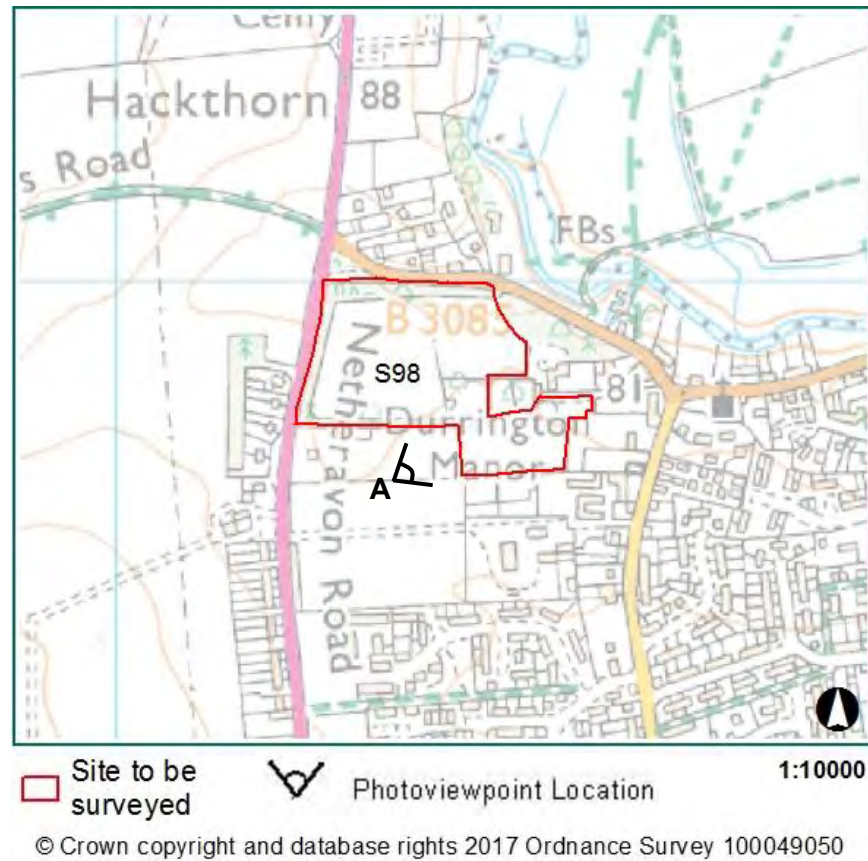 Cemy
Hackthorn 88
s Road
FBs
B 3085
Netheravon Road
S98
81
Durrington
Manor
A
Site to be
surveyed
Photoviewpoint Location
1:10000
© Crown copyright and database rights 2017 Ordnance Survey 100049050